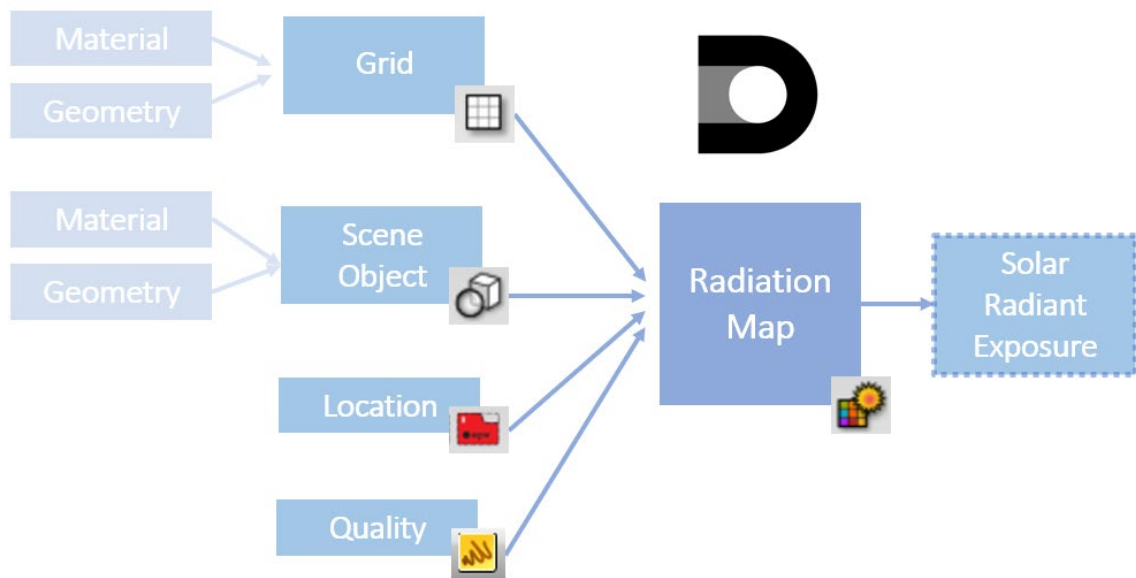 Material
Geometry
Grid
Material
Geometry
Scene
Object
Location
Quality
Radiation
Map
Solar
Radiant
Exposure